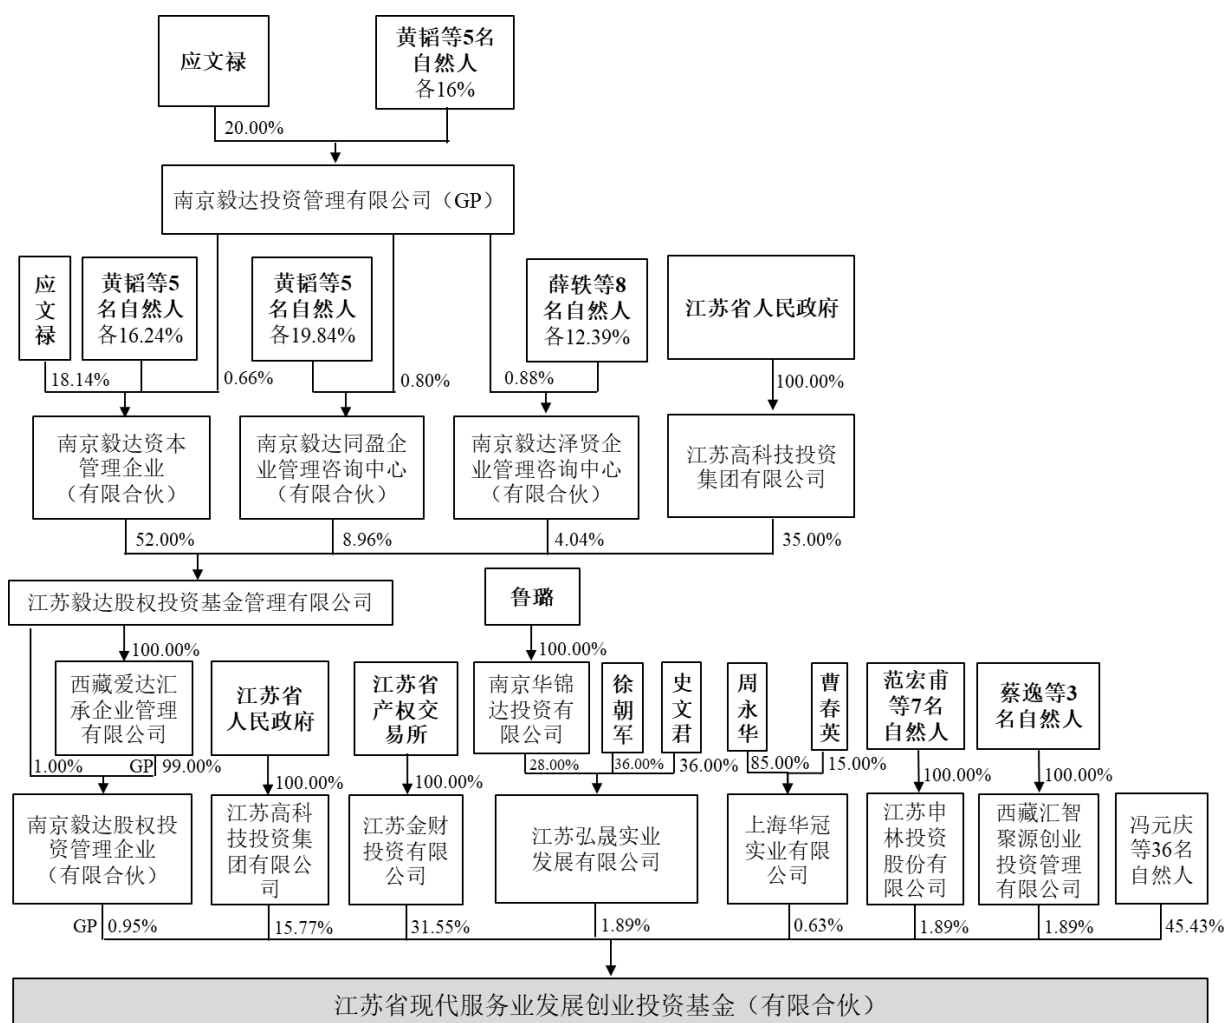 应文禄
黄韬等5名
自然人
各16%
20.00%
南京毅达投资管理有限公司（GP）
应
文
禄
黄韬等5
名自然人
各16.24%
黄韬等5
名自然人
各19.84%
薛轶等8
名自然人
各12.39%
江苏省人民政府
18.14%
0.66%
0.80%
0.88%
100.00%
南京毅达资本
管理企业
（有限合伙）
南京毅达同盈企
业管理咨询中心
（有限合伙）
南京毅达泽贤企
业管理咨询中心
（有限合伙）
江苏高科技投资
集团有限公司
52.00%
8.96%
4.04%
35.00%
江苏毅达股权投资基金管理有限公司
鲁璐
100.00%
100.00%
西藏爱达汇
承企业管理
有限公司
江苏省
人民政府
江苏省
产权交
易所
南京华锦
达投资有
限公司
徐
朝
军
史
文
君
周
永
华
曹
春
英
范宏甫
等7名
自然人
蔡逸等3
名自然人
1.00%
GP
99.00%
100.00%
100.00%
28.00%
36.00%
36.00%
85.00%
15.00%
100.00%
100.00%
南京毅达股权投
资管理企业
（有限合伙）
江苏高科
技投资集
团有限公
司
江苏金财
投资有限
公司
江苏弘晟实业
发展有限公司
上海华冠
实业有限
公司
江苏申
林投资
股份有
限公司
西藏汇智
聚源创业
投资管理
有限公司
冯元庆
等36名
自然人
GP
0.95%
15.77%
31.55%
1.89%
0.63%
1.89%
1.89%
45.43%
江苏省现代服务业发展创业投资基金（有限合伙）